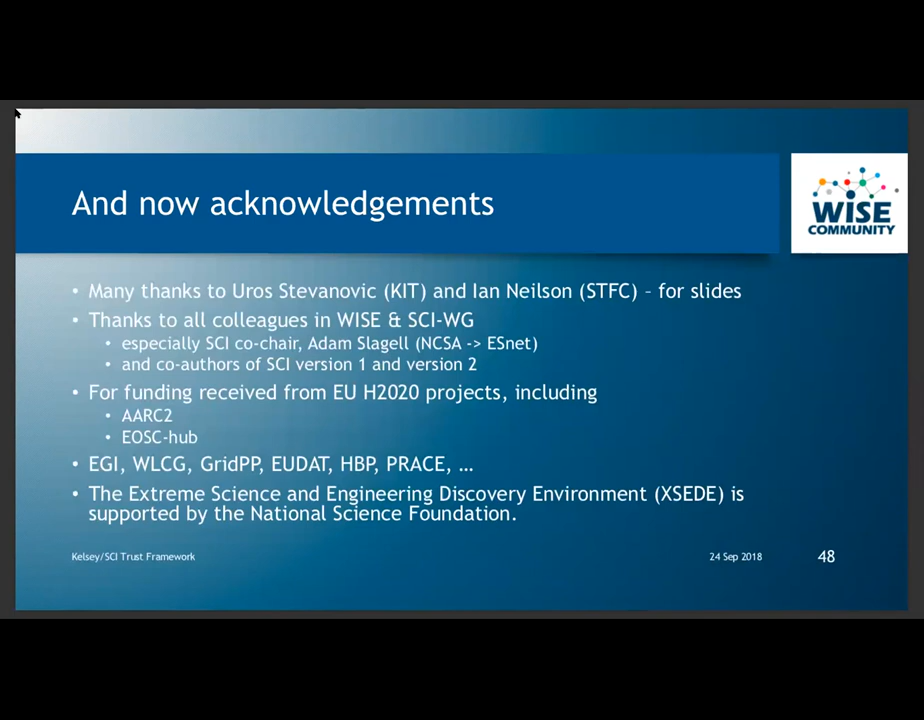 And now acknowledgements
WISE
COMMUNITY
• Many thanks to Uros Stevanovic (KIT) and Ian Neilson (STFC) – for slides
• Thanks to all colleagues in WISE & SCI-WG
• especially SCI co-chair, Adam Slagell (NCSA -> ESnet)
• and co-authors of SCI version 1 and version 2
• For funding received from EU H2020 projects, including
• AARC2
• EOSC-hub
• EGI, WLCG, GridPP, EUDAT, HBP, PRACE, …
• The Extreme Science and Engineering Discovery Environment (XSEDE) is
supported by the National Science Foundation.
Kelsey/SCI Trust Framework
24 Sep 2018
48